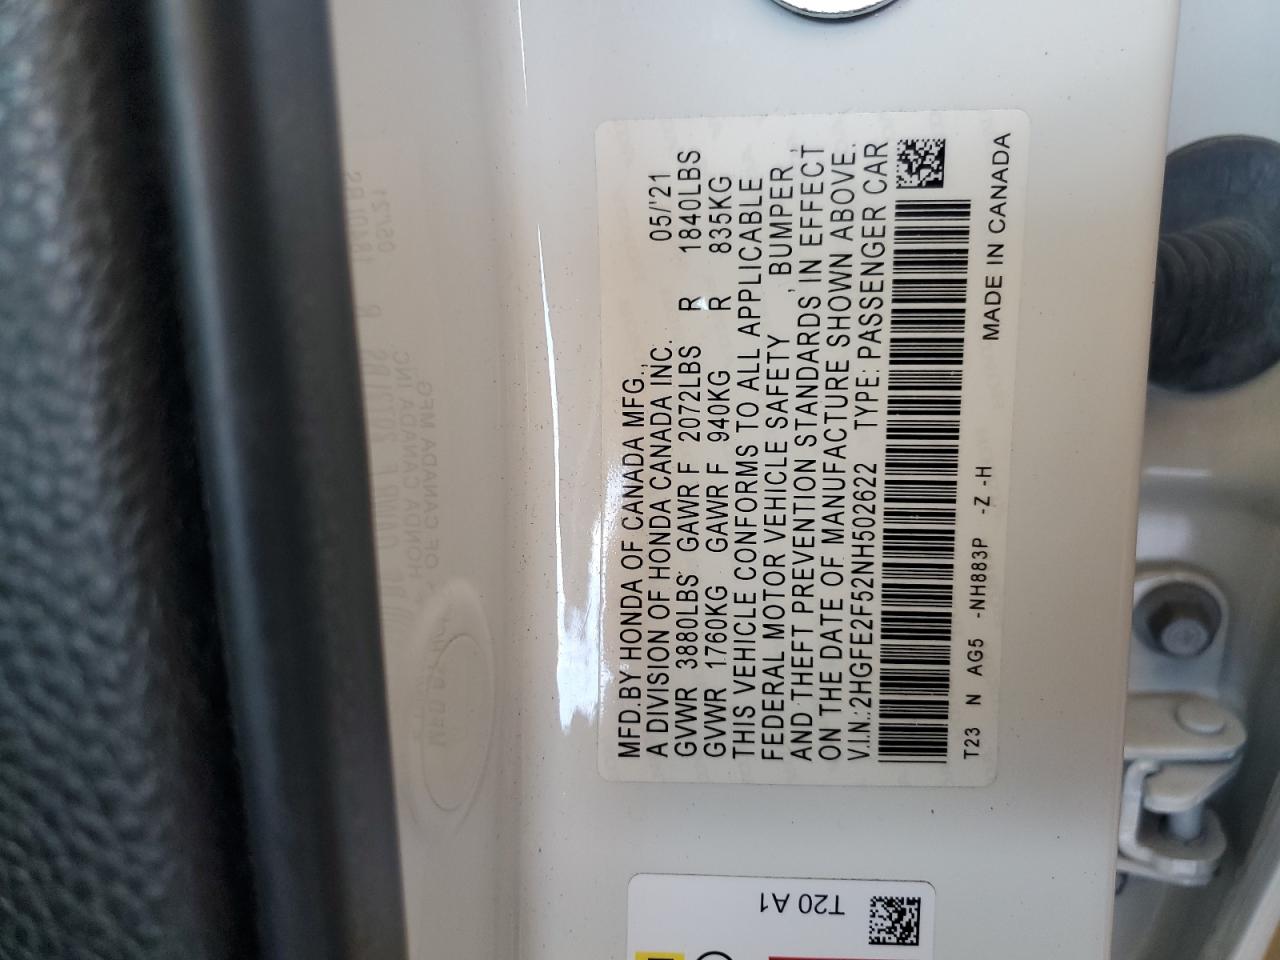 MFD.BY HONDA OF CANADA MFG.,
A DIVISION OF HONDA CANADA INC. 05/'21
GVWR 3880LBS GAWR F 2072LBS R 1840LBS
GVWR 1760KG GAWR F 940KG R 835KG
THIS VEHICLE CONFORMS TO ALL APPLICABLE
FEDERAL MOTOR VEHICLE SAFETY , BUMPER ,
AND THEFT PREVENTION STANDARDS IN EFFECT
ON THE DATE OF MANUFACTURE SHOWN ABOVE.
V.IN.:2HGFE2F52NH502622 TYPE: PASSENGER CAR
T23 N AG5 -NH883P -Z -H MADE IN CANADA
T20 A1